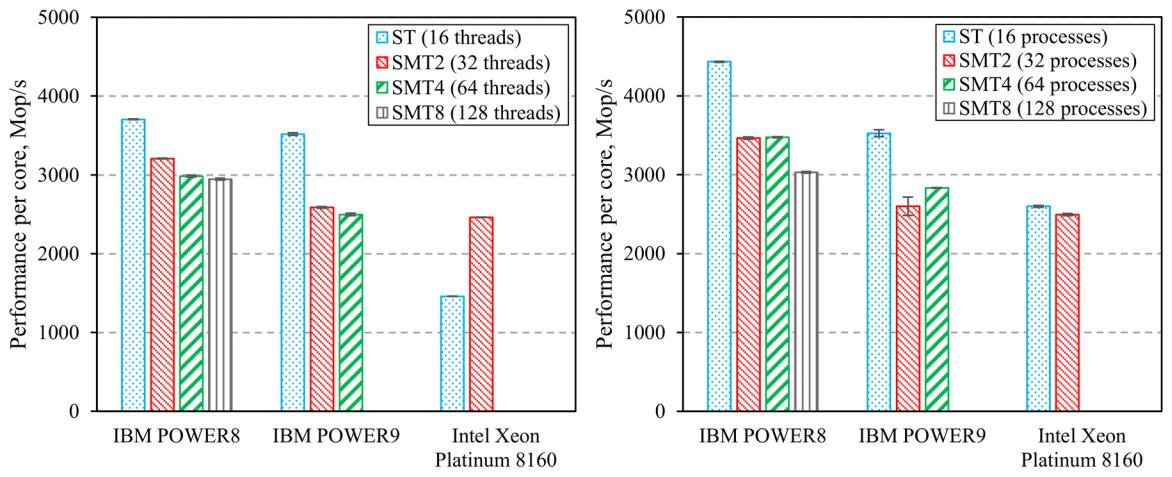 Performance per core, Mop/s
5000
4000
3000
2000
1000
0
ST (16 threads)
SMT2 (32 threads)
SMT4 (64 threads)
SMT8 (128 threads)
IBM POWER8
IBM POWER9
Intel Xeon
Platinum 8160
Performance per core, Mop/s
5000
4000
3000
2000
1000
0
ST (16 processes)
SMT2 (32 processes)
SMT4 (64 processes)
SMT8 (128 processes)
IBM POWER8
IBM POWER9
Intel Xeon
Platinum 8160